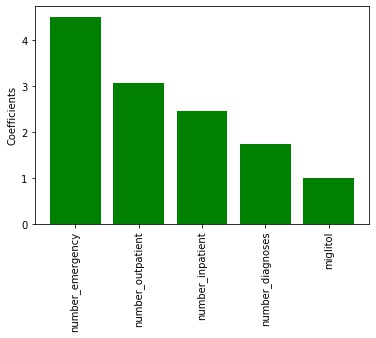 Coefficients
4
3
2
1
0
number_emergency
number_outpatient
number_inpatient
number_diagnoses
miglitol